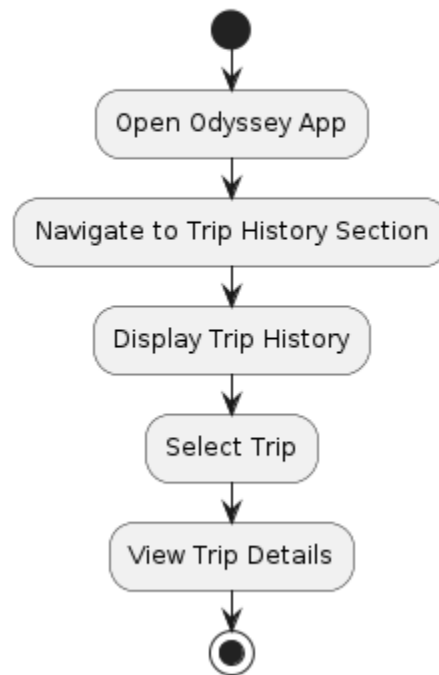 Open Odyssey App
Navigate to Trip History Section
Display Trip History
Select Trip
View Trip Details